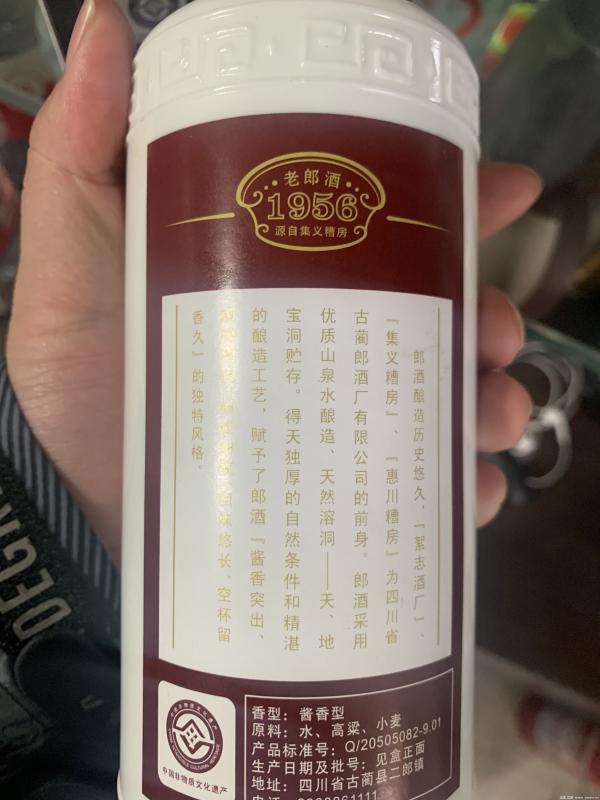 老郎酒
1956
源自集义糟房
郎酒酿造历史悠久，『絮志酒厂』、
『集义糟房』、『惠川糟房』为四川省
古蔺郎酒厂有限公司的前身。郎酒采用
优质山泉水酿造、天然溶洞——天、地
宝洞贮存。得天独厚的自然条件和精湛
的酿造工艺，赋予了郎酒『酱香突出、
回味悠长、空杯留
香久』的独特风格。
中国非物质文化遗产
香型：酱香型
原料：水、高粱、小麦
产品标准号：Q/20505082-9.01
生产日期及批号：见盒正面
地址：四川省古蔺县二郎镇
DEGR